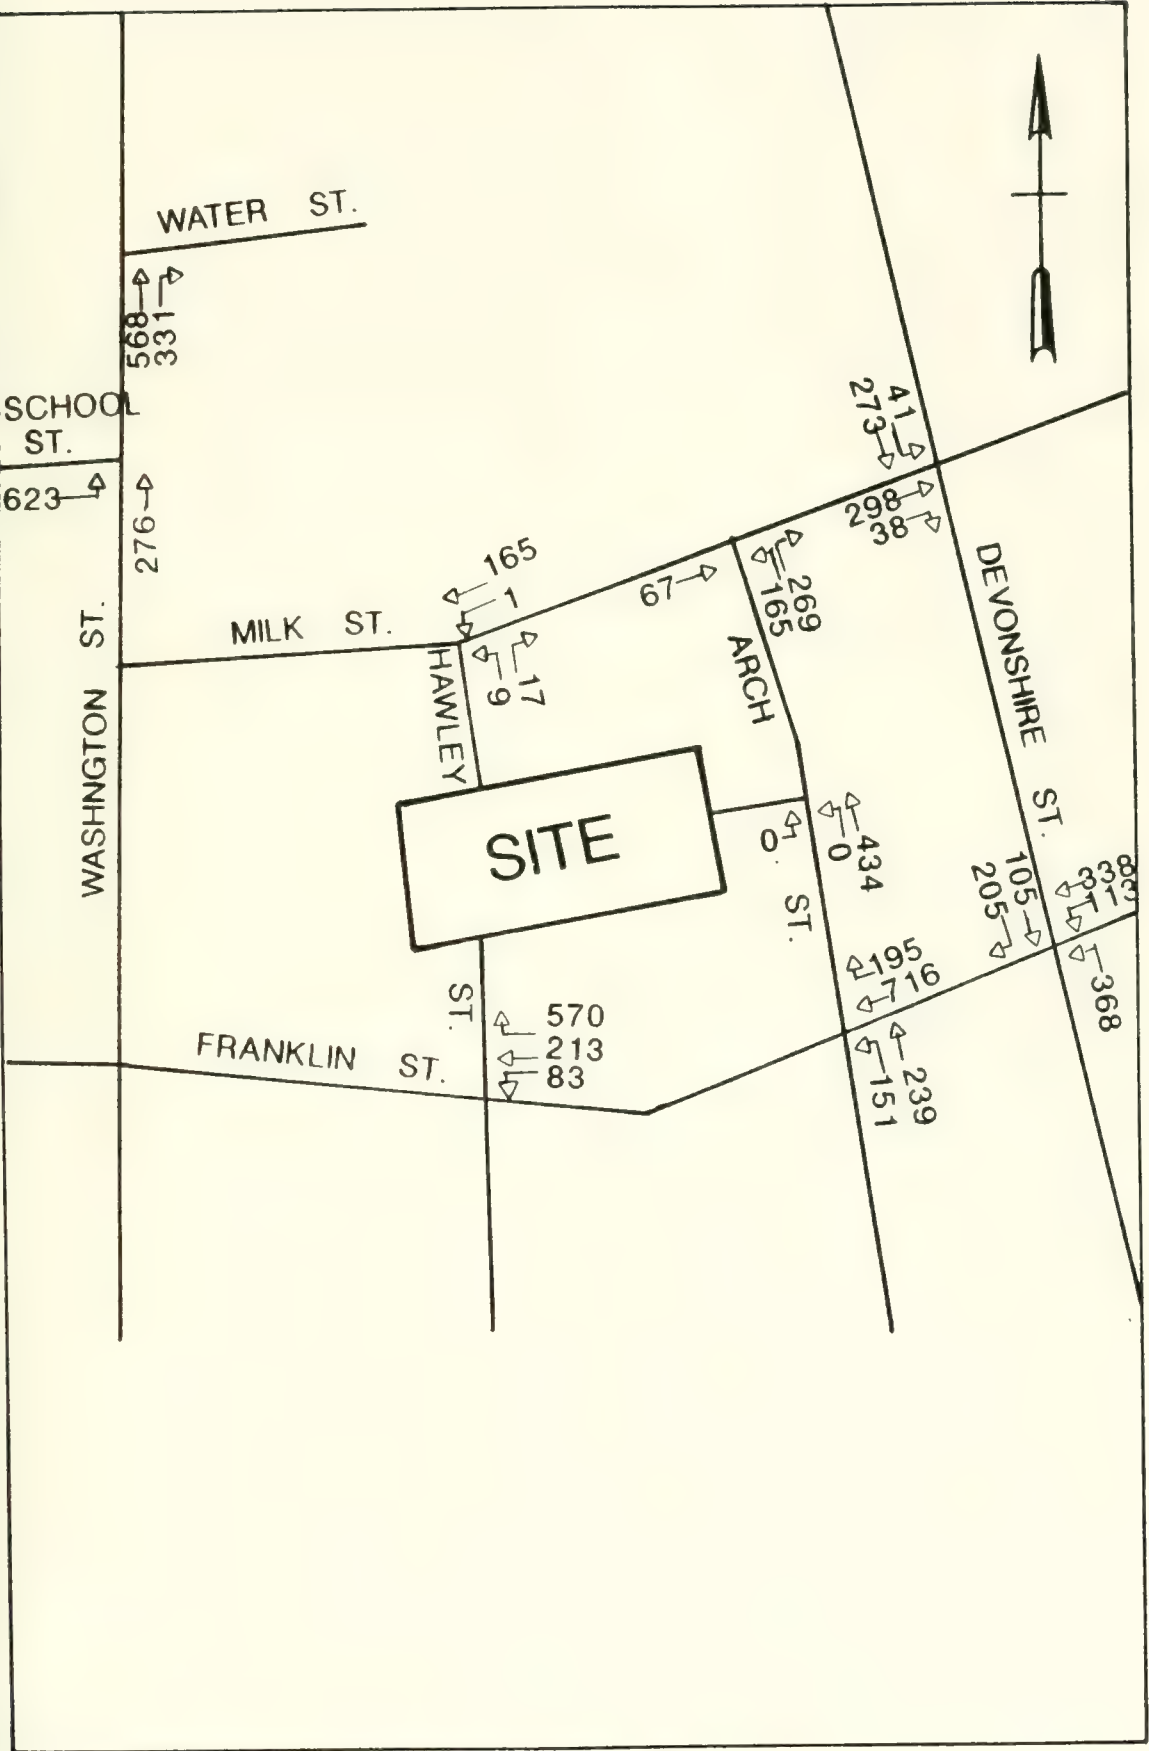 WATER ST.
568
331
SCHOOL
ST.
623
276
41
273
298
38
165
1
67
269
165
MILK ST.
9
17
HAWLEY
ST.
ARCH
ST.
DEVONSHIRE ST.
WASHNGTON ST.
SITE
0
0
434
105
205
338
113
368
195
716
570
213
83
239
151
FRANKLIN ST.